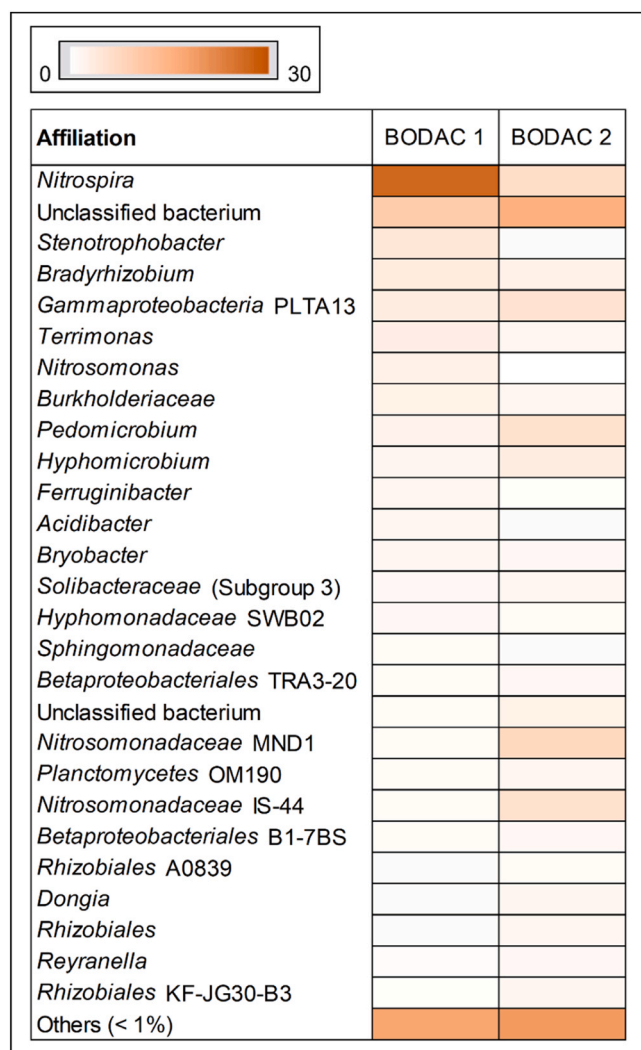 0 30
Affiliation BODAC 1 BODAC 2
Nitrospira
Unclassified bacterium
Stenotrophobacter
Bradyrhizobium
Gammaproteobacteria PLTA13
Terrimonas
Nitrosomonas
Burkholderiaceae
Pedomicrobium
Hyphomicrobium
Ferruginibacter
Acidibacter
Bryobacter
Solibacteraceae (Subgroup 3)
Hyphomonadaceae SWB02
Sphingomonadaceae
Betaproteobacteriales TRA3-20
Unclassified bacterium
Nitrosomonadaceae MND1
Planctomycetes OM190
Nitrosomonadaceae IS-44
Betaproteobacteriales B1-7BS
Rhizobiales A0839
Dongia
Rhizobiales
Reyranella
Rhizobiales KF-JG30-B3
Others (< 1%)